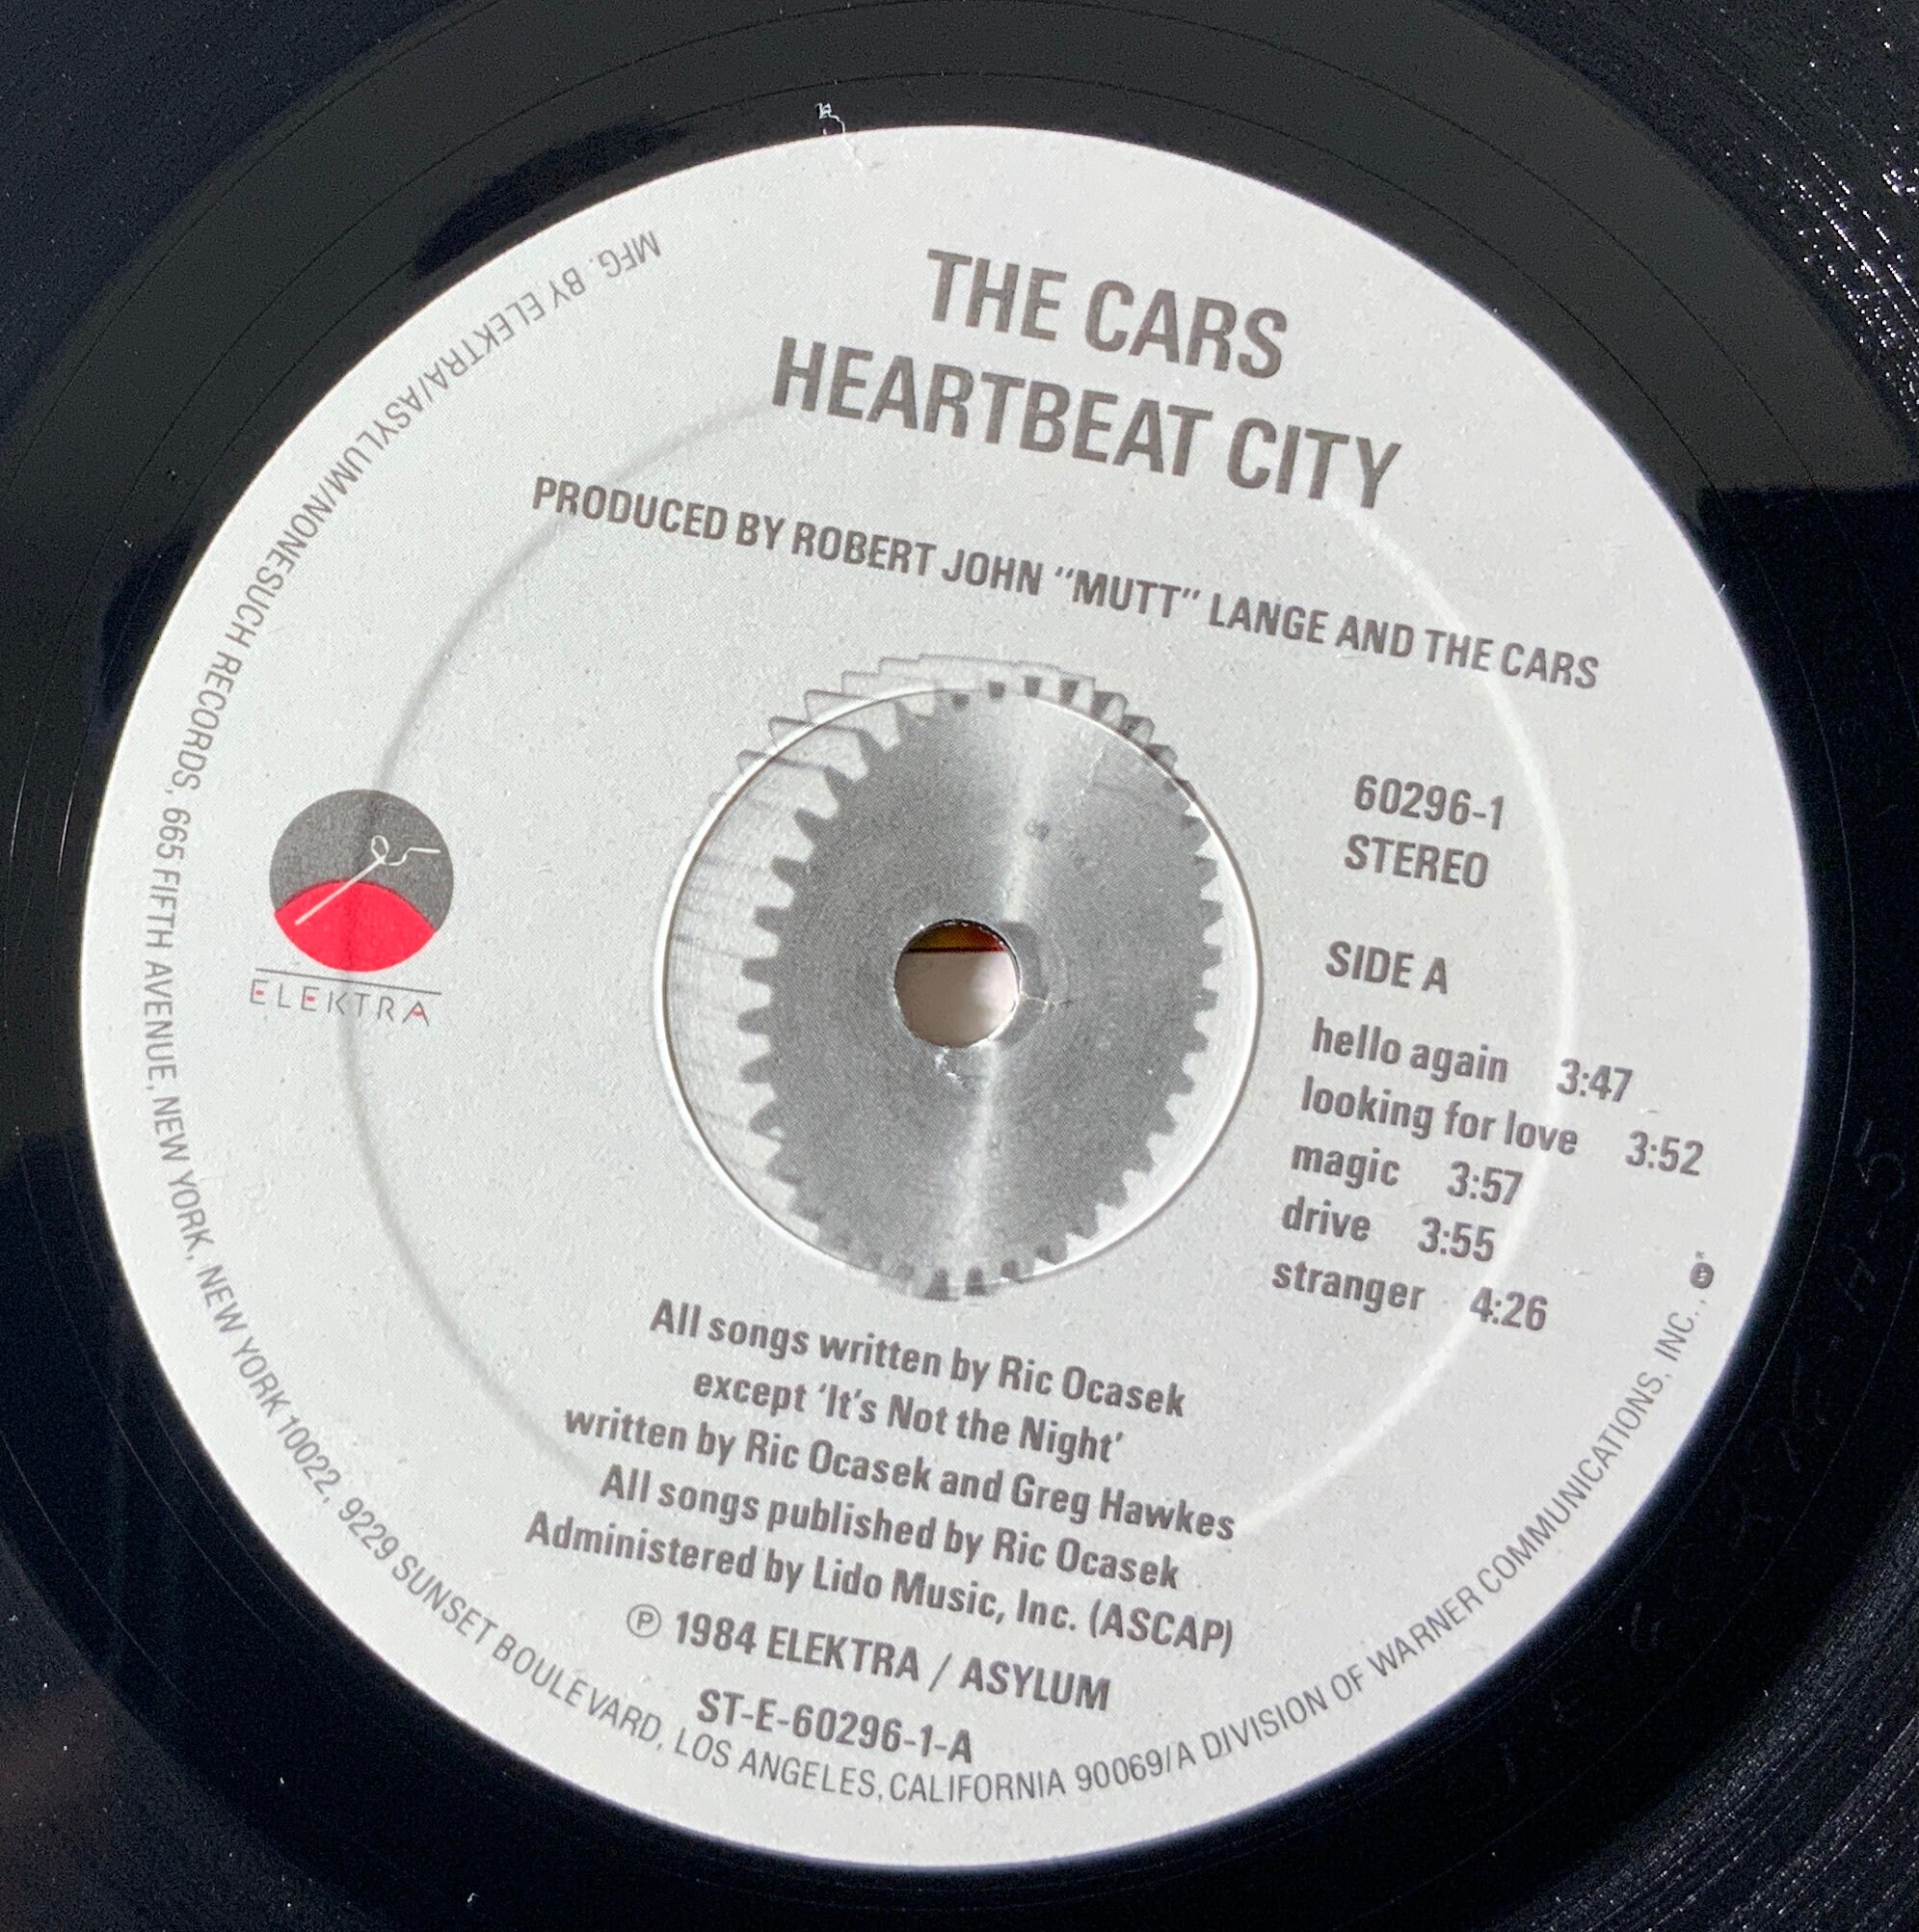 THE CARS
HEARTBEAT CITY
PRODUCED BY ROBERT JOHN "MUTT" LANGE AND THE CARS
60296-1
STEREO
SIDE A
hello again 3:47
looking for love 3:52
magic 3:57
drive 3:55
stranger 4:26
ELEKTRA
All songs written by Ric Ocasek
except 'It's Not the Night'
written by Ric Ocasek and Greg Hawkes
All songs published by Ric Ocasek
Administered by Lido Music, Inc. (ASCAP)
Ⓟ 1984 ELEKTRA / ASYLUM
ST-E-60296-1-A
MFG. BY ELEKTRA/ASYLUM/NONESUCH RECORDS, 665 FIFTH AVENUE, NEW YORK, NEW YORK 10022, 9229 SUNSET BOULEVARD, LOS ANGELES, CALIFORNIA 90069/A DIVISION OF WARNER COMMUNICATIONS, INC.,